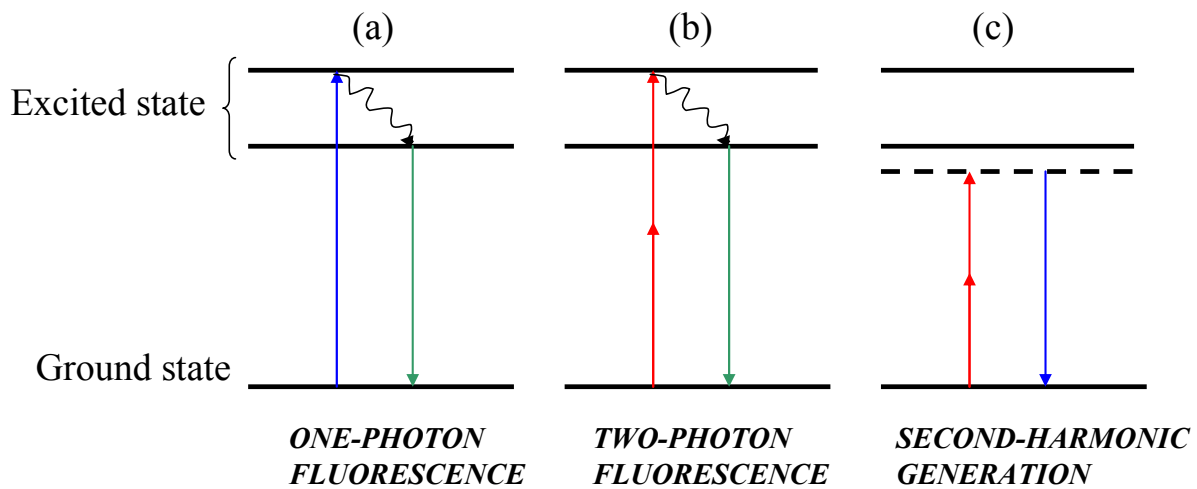 (a)
(b)
(c)
Excited state
Ground state
ONE-PHOTON
FLUORESCENCE
TWO-PHOTON
FLUORESCENCE
SECOND-HARMONIC
GENERATION